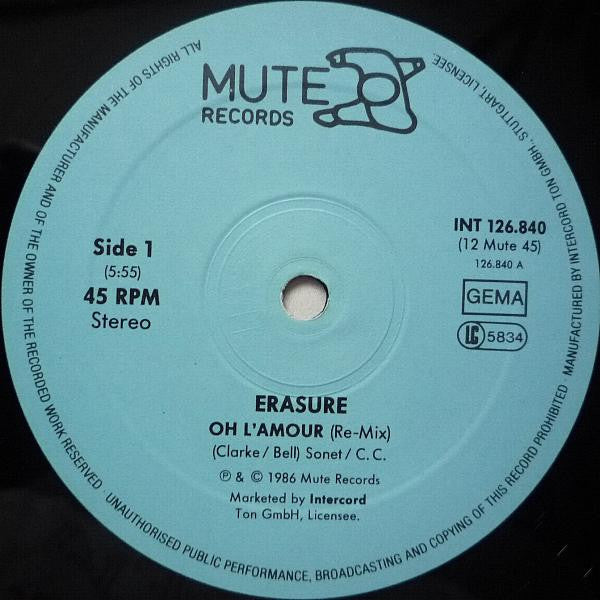 MUTE
RECORDS
Side 1
(5:55)
45 RPM
Stereo
INT 126.840
(12 Mute 45)
126.840 A
GEMA
LC 5834
ERASURE
OH L'AMOUR (Re-Mix)
(Clarke / Bell) Sonet / C. C.
℗ & © 1986 Mute Records
Marketed by Intercord
Ton GmbH, Licensee.
ALL RIGHTS OF THE MANUFACTURER AND OF THE OWNER OF THE RECORDED WORK RESERVED · UNAUTHORISED PUBLIC PERFORMANCE, BROADCASTING AND COPYING OF THIS RECORD PROHIBITED · MANUFACTURED BY INTERCORD TON GMBH, STUTTGART, LICENSEE.